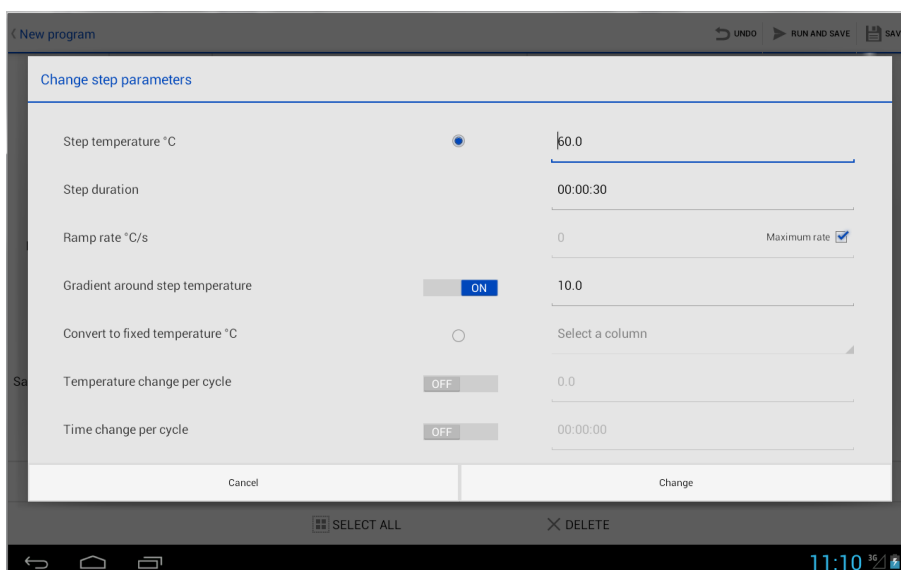 New program
UNDO
RUN AND SAVE
SAV
Change step parameters
Step temperature °C
60.0
Step duration
00:00:30
Ramp rate °C/s
0
Maximum rate
Gradient around step temperature
ON
10.0
Convert to fixed temperature °C
Select a column
Sa
Temperature change per cycle
OFF
0.0
Time change per cycle
OFF
00:00:00
Cancel
Change
SELECT ALL
DELETE
11:10
3G